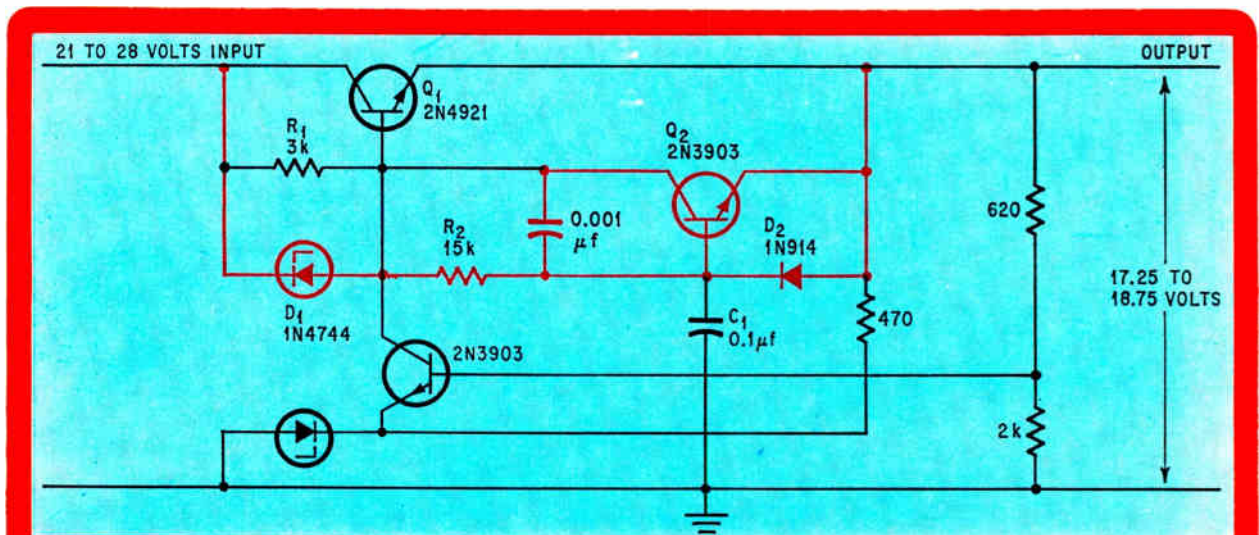 21 TO 28 VOLTS INPUT
OUTPUT
Q1
2N4921
R1
3k
Q2
2N3903
0.001
μf
R2
15k
D2
1N914
620
17.25 TO
18.75 VOLTS
D1
1N4744
C1
0.1μf
470
2N3903
2k